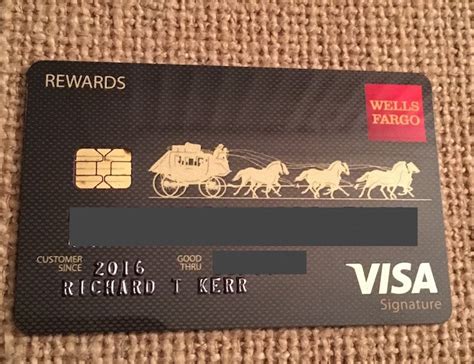 REWARDS
WELLS
FARGO
CUSTOMER
SINCE
2016
GOOD
THRU
RICHARD T KERR
VISA
Signature